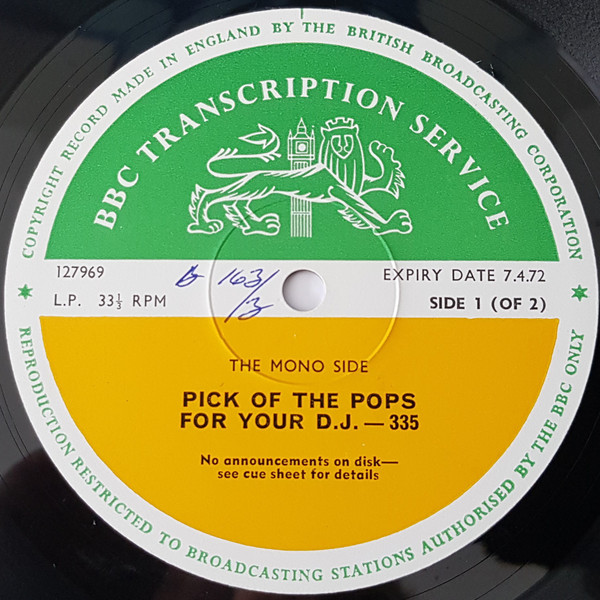 COPYRIGHT RECORD MADE IN ENGLAND BY THE BRITISH BROADCASTING CORPORATION
BBC TRANSCRIPTION SERVICE
127969
163/3
EXPIRY DATE 7.4.72
L.P. 33⅓ RPM
SIDE 1 (OF 2)
THE MONO SIDE
PICK OF THE POPS
FOR YOUR D.J. — 335
No announcements on disk—
see cue sheet for details
REPRODUCTION RESTRICTED TO BROADCASTING STATIONS AUTHORISED BY THE BBC ONLY